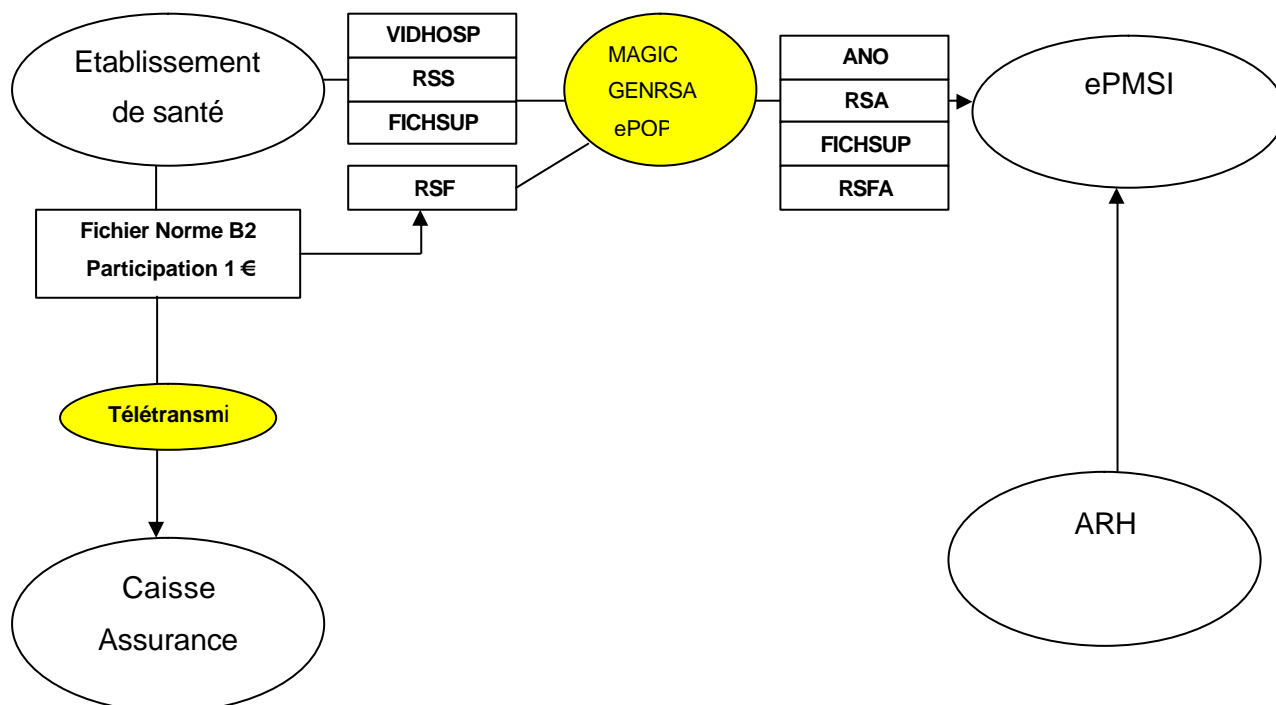 Etablissement
de santé
VIDHOSP
RSS
FICHSUP
RSF
MAGIC
GENRSA
ePOP
ANO
RSA
FICHSUP
RSFA
ePMSI
Fichier Norme B2
Participation 1 €
Télétransmi
Caisse
Assurance
ARH